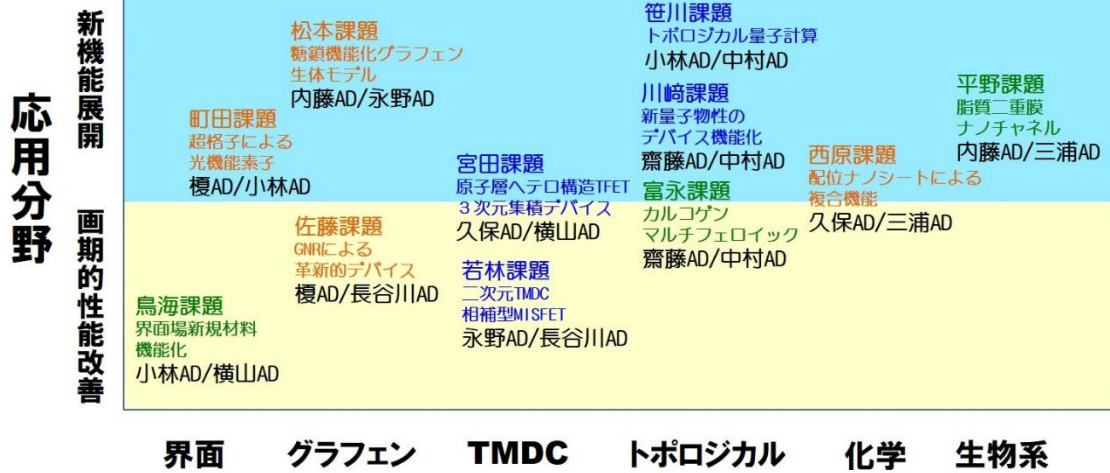 応用分野
新機能展開
画期的性能改善
松本課題
糖鎖機能化グラフェン
生体モデル
内藤AD/永野AD
町田課題
超格子による
光機能素子
榎AD/小林AD
佐藤課題
GNRによる
革新的デバイス
榎AD/長谷川AD
鳥海課題
界面場新規材料
機能化
小林AD/横山AD
宮田課題
原子層ヘテロ構造TFET
3次元集積デバイス
久保AD/横山AD
若林課題
二次元TMDC
相補型MISFET
永野AD/長谷川AD
笹川課題
トポロジカル量子計算
小林AD/中村AD
川﨑課題
新量子物性の
デバイス機能化
齋藤AD/中村AD
富永課題
カルコゲン
マルチフェロイック
齋藤AD/中村AD
西原課題
配位ナノシートによる
複合機能
久保AD/三浦AD
平野課題
脂質二重膜
ナノチャネル
内藤AD/三浦AD
界面
グラフェン
TMDC
トポロジカル
化学
生物系